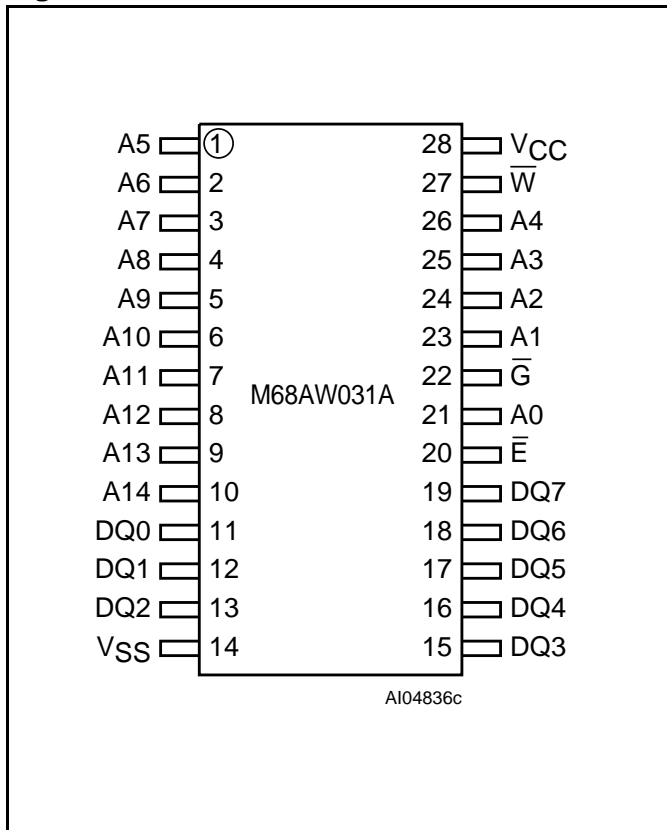 A5 1 28 VCC
A6 2 27 W̅
A7 3 26 A4
A8 4 25 A3
A9 5 24 A2
A10 6 23 A1
A11 7 22 G̅
M68AW031A
A12 8 21 A0
A13 9 20 E̅
A14 10 19 DQ7
DQ0 11 18 DQ6
DQ1 12 17 DQ5
DQ2 13 16 DQ4
VSS 14 15 DQ3
AI04836c